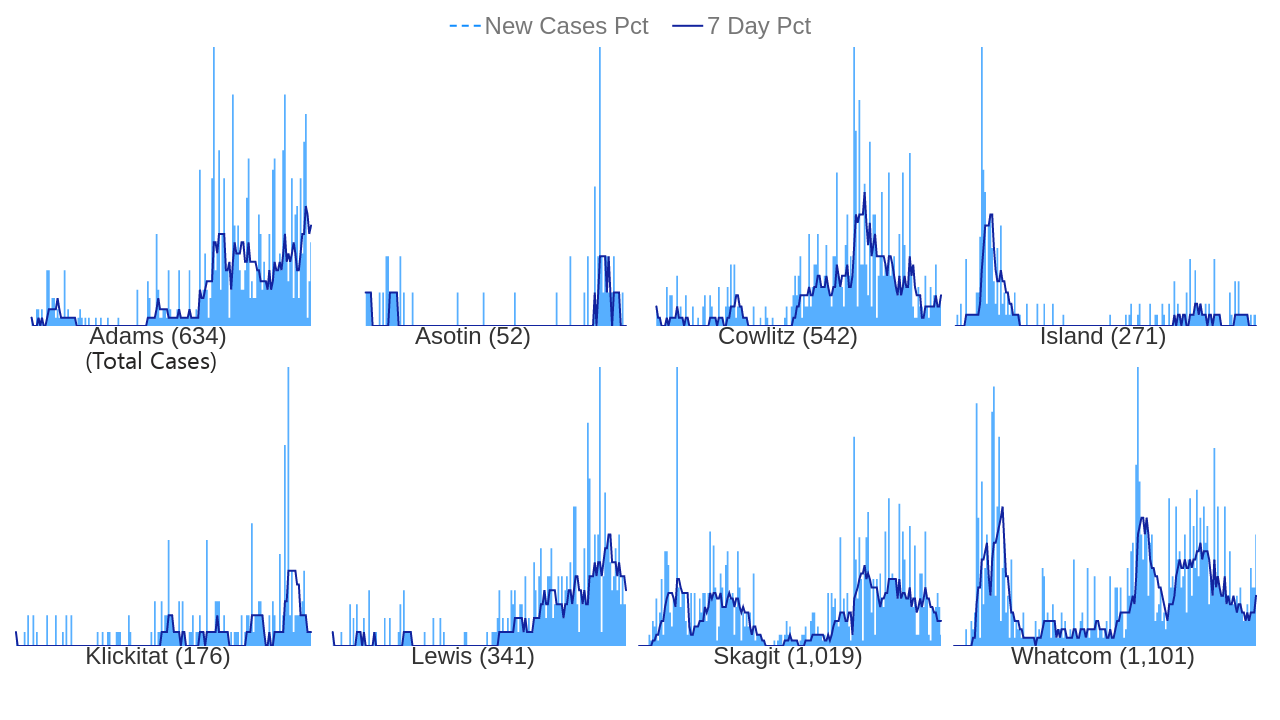 New Cases Pct 7 Day Pct
Adams (634) Asotin (52) Cowlitz (542) Island (271)
(Total Cases)
Klickitat (176) Lewis (341) Skagit (1,019) Whatcom (1,101)